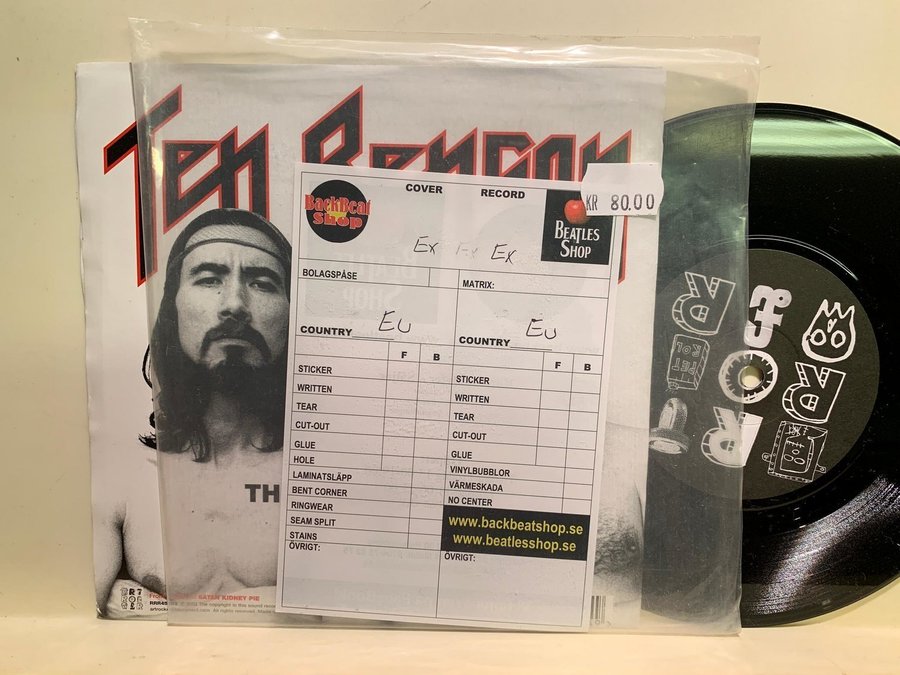 Ten Benson
TH
SATAN KIDNEY PIE
BackBeat
Shop
COVER
RECORD
BEATLES
SHOP
KR 80.00
Ex
Ex
BOLAGSPÅSE
MATRIX:
COUNTRY EU
COUNTRY EU
F B
F B
STICKER
WRITTEN
TEAR
CUT-OUT
GLUE
HOLE
LAMINATSLÄPP
BENT CORNER
RINGWEAR
SEAM SPLIT
STAINS
ÖVRIGT:
STICKER
WRITTEN
TEAR
CUT-OUT
GLUE
VINYLBUBBLOR
VÄRMESKADA
NO CENTER
www.backbeatshop.se
www.beatlesshop.se
ÖVRIGT: